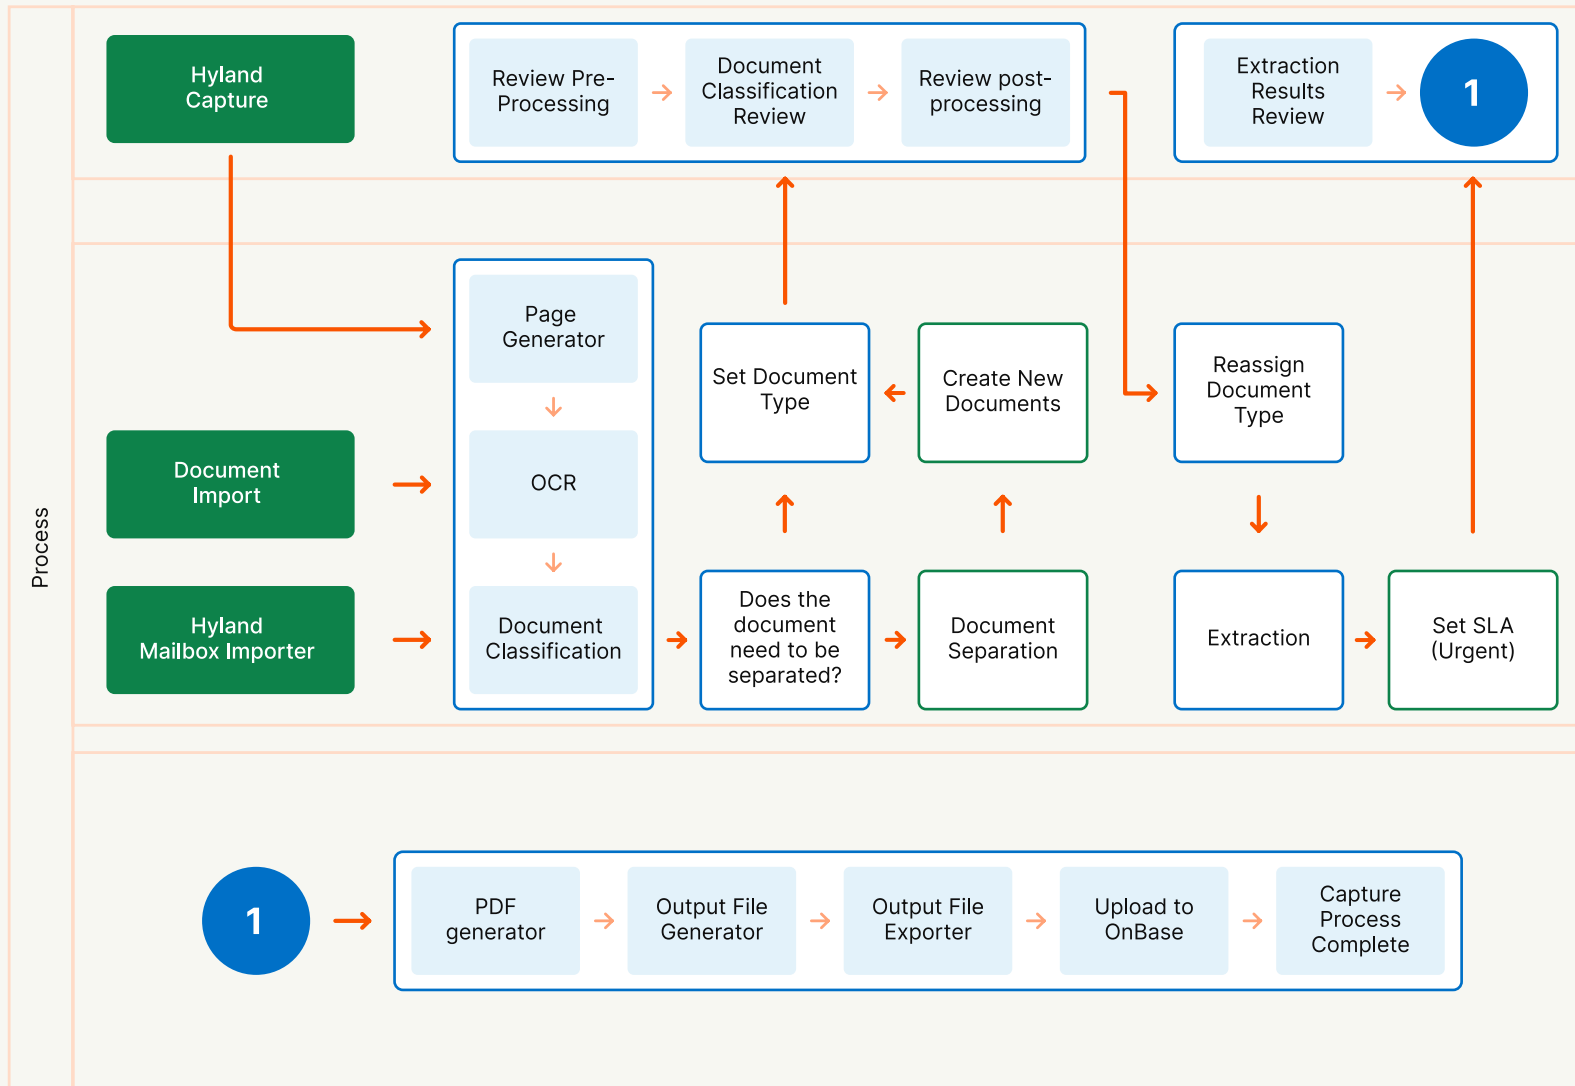 Process
Hyland
Capture
Review Pre-
Processing
Document
Classification
Review
Review post-
processing
Extraction
Results
Review
1
Page
Generator
Set Document
Type
Create New
Documents
Reassign
Document
Type
Document
Import
OCR
Hyland
Mailbox Importer
Document
Classification
Does the
document
need to be
separated?
Document
Separation
Extraction
Set SLA
(Urgent)
1
PDF
generator
Output File
Generator
Output File
Exporter
Upload to
OnBase
Capture
Process
Complete